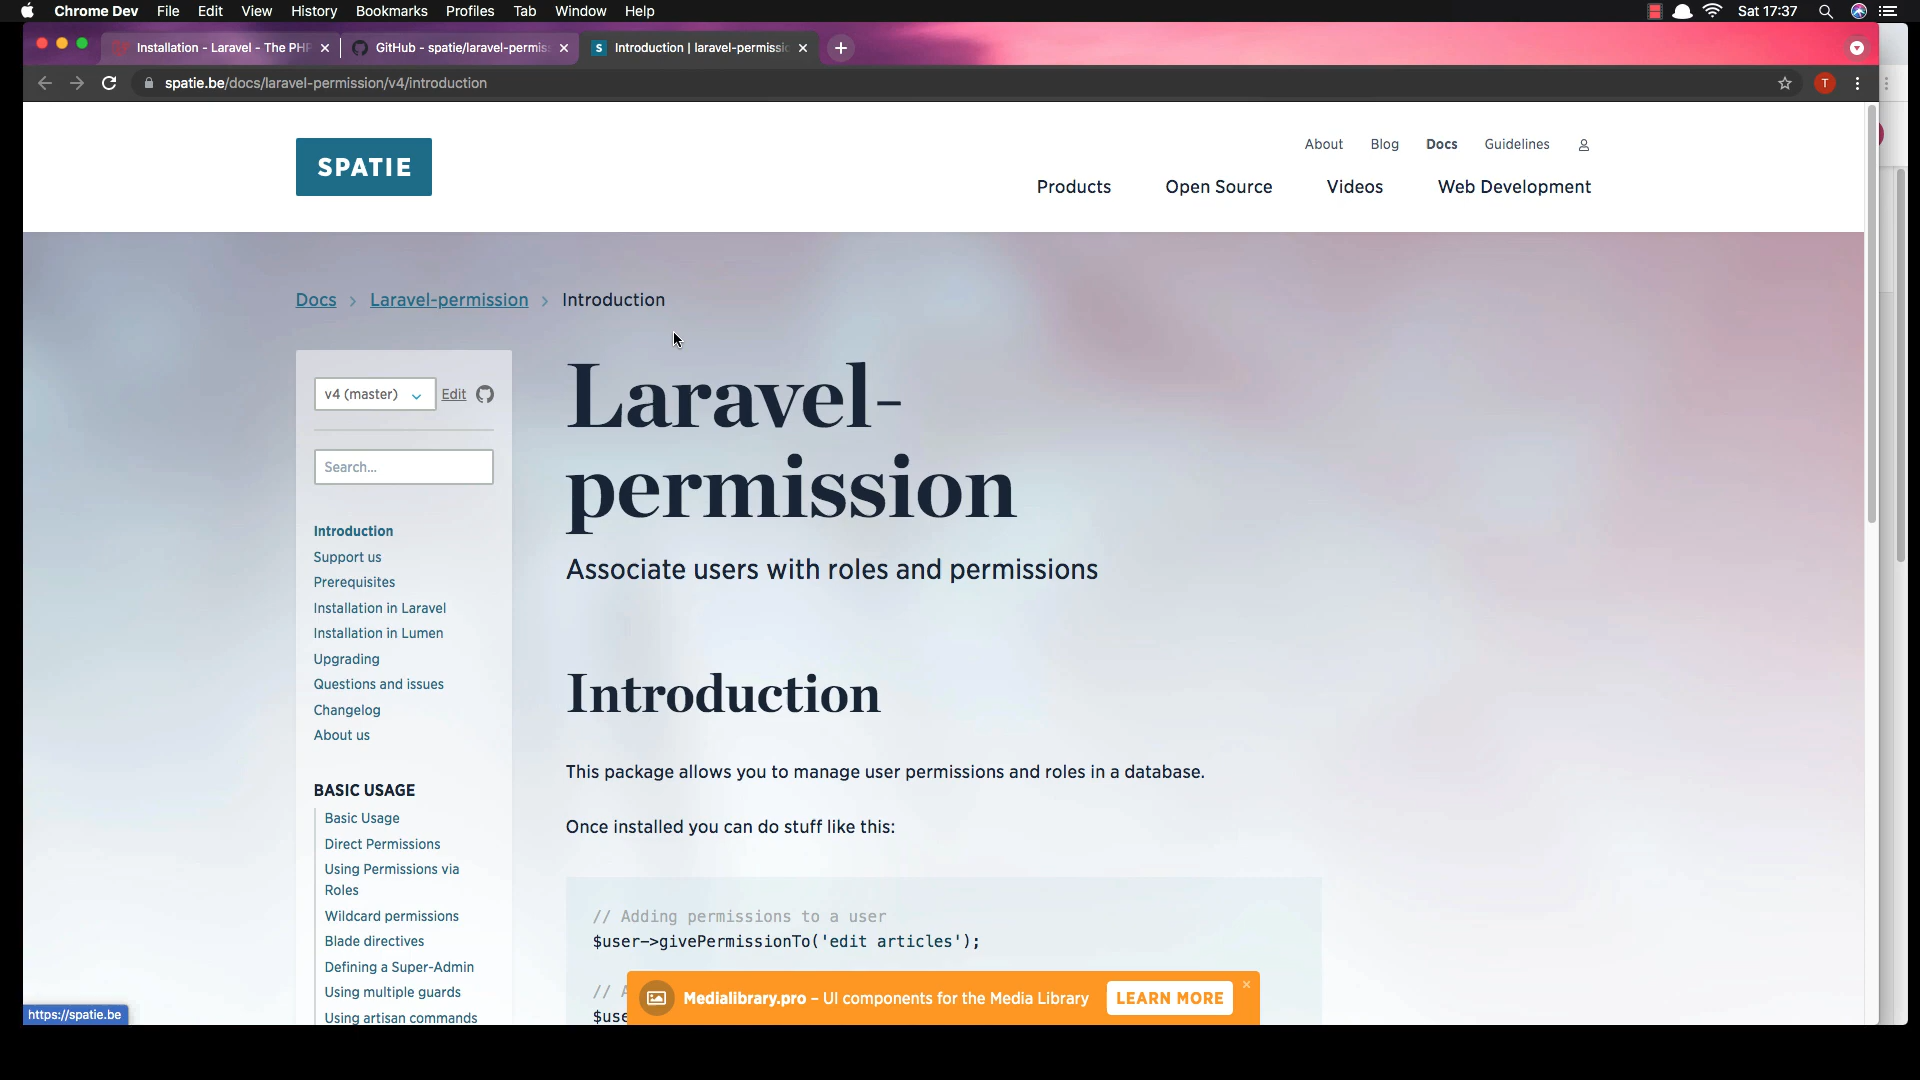 Chrome Dev File Edit View History Bookmarks Profiles Tab Window Help Sat 17:37
Installation - Laravel - The PHP
GitHub - spatie/laravel-permis
Introduction | laravel-permissic
spatie.be/docs/laravel-permission/v4/introduction
T
SPATIE
About Blog Docs Guidelines
Products Open Source Videos Web Development
Docs > Laravel-permission > Introduction
v4 (master) Edit
Search...
Introduction
Support us
Prerequisites
Installation in Laravel
Installation in Lumen
Upgrading
Questions and issues
Changelog
About us
BASIC USAGE
Basic Usage
Direct Permissions
Using Permissions via
Roles
Wildcard permissions
Blade directives
Defining a Super-Admin
Using multiple guards
Using artisan commands
Laravel-
permission
Associate users with roles and permissions
Introduction
This package allows you to manage user permissions and roles in a database.
Once installed you can do stuff like this:
// Adding permissions to a user
$user->givePermissionTo('edit articles');
// A
$use
Medialibrary.pro – UI components for the Media Library LEARN MORE
https://spatie.be